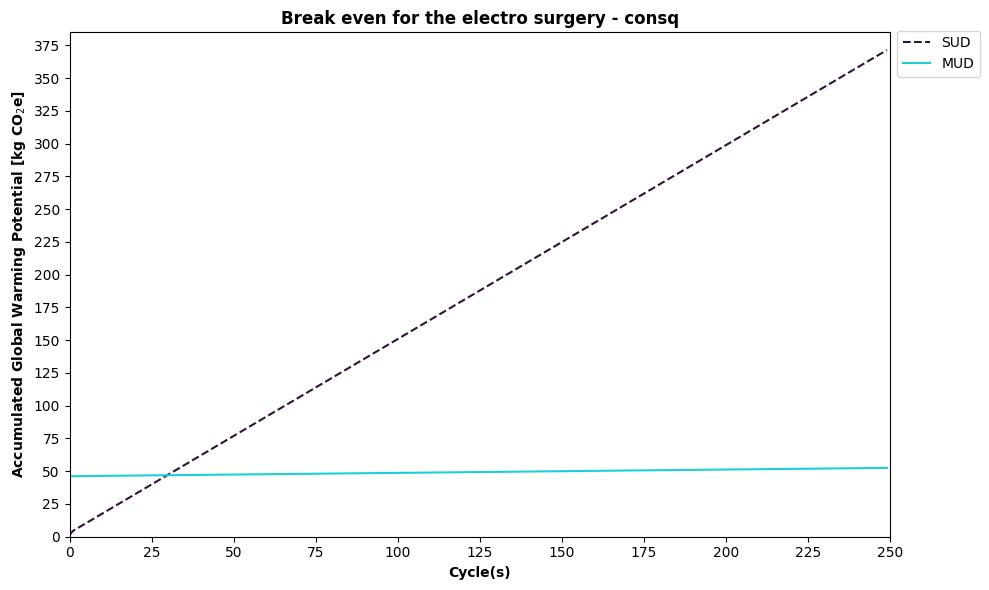 Break even for the electro surgery - consq
SUD
MUD
Accumulated Global Warming Potential [kg CO₂e]
375
350
325
300
275
250
225
200
175
150
125
100
75
50
25
0
0 25 50 75 100 125 150 175 200 225 250
Cycle(s)